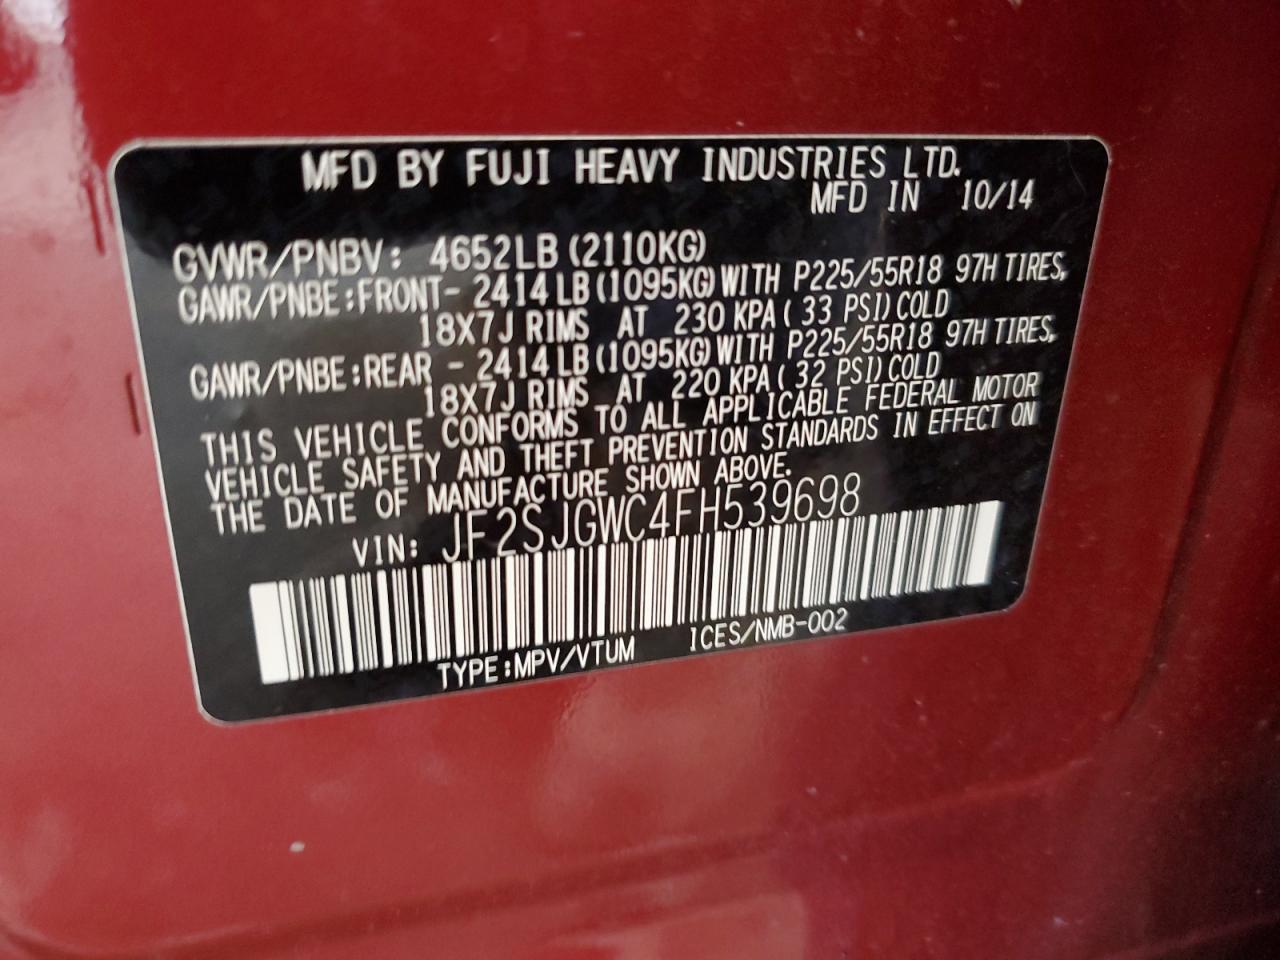 MFD BY FUJI HEAVY INDUSTRIES LTD.
MFD IN 10/14
GVWR/PNBV: 4652LB (2110KG)
GAWR/PNBE:FRONT- 2414 LB (1095KG) WITH P225/55R18 97H TIRES,
18X7J RIMS AT 230 KPA ( 33 PSI) COLD
GAWR/PNBE:REAR - 2414 LB (1095KG) WITH P225/55R18 97H TIRES,
18X7J RIMS AT 220 KPA ( 32 PSI) COLD
THIS VEHICLE CONFORMS TO ALL APPLICABLE FEDERAL MOTOR
VEHICLE SAFETY AND THEFT PREVENTION STANDARDS IN EFFECT ON
THE DATE OF MANUFACTURE SHOWN ABOVE.
VIN: JF2SJGWC4FH539698
TYPE:MPV/VTUM ICES/NMB-002